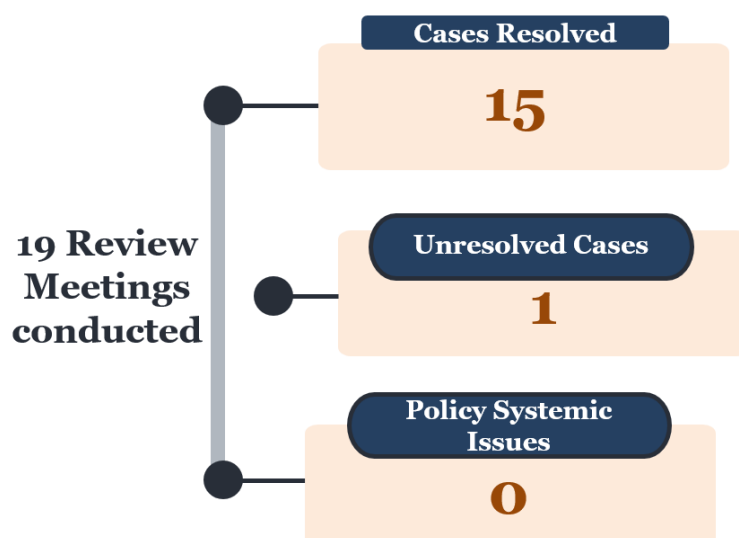 Cases Resolved
15
19 Review
Meetings
conducted
Unresolved Cases
1
Policy Systemic
Issues
0